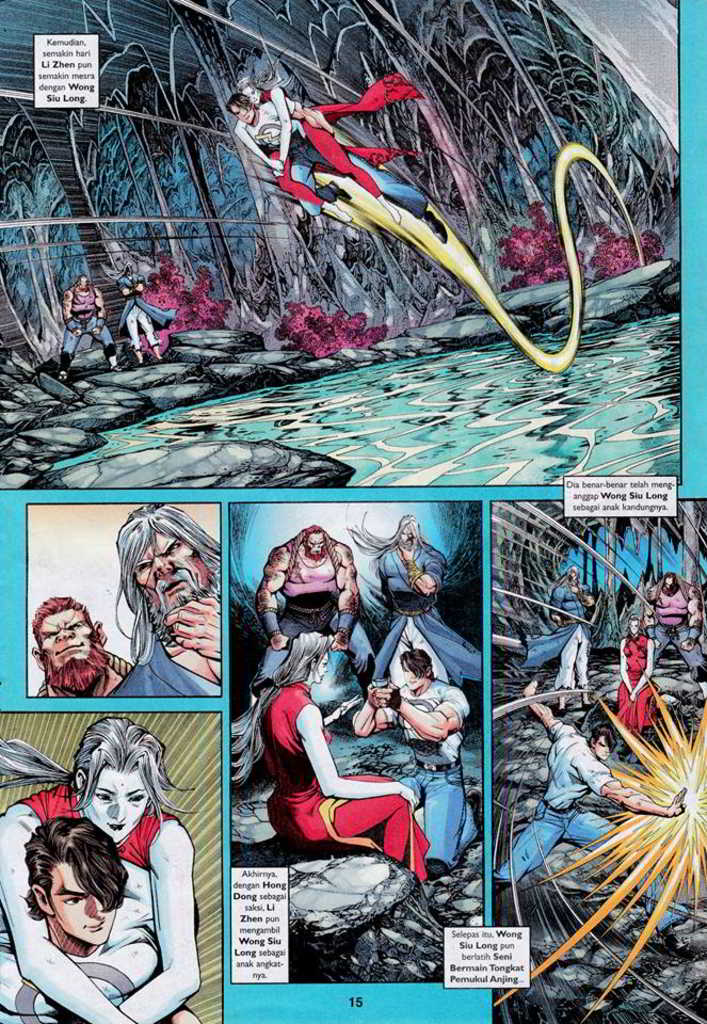 Kemudian,
semakin hari
Li Zhen pun
semakin mesra
dengan Wong
Siu Long.
Dia benar-benar telah meng-
anggap Wong Siu Long
sebagai anak kandungnya.
Akhirnya,
dengan Hong
Dong sebagai
saksi, Li
Zhen pun
mengambil
Wong Siu
Long sebagai
anak angkat-
nya.
Selepas itu, Wong
Siu Long pun
berlatih Seni
Bermain Tongkat
Pemukul Anjing...
15